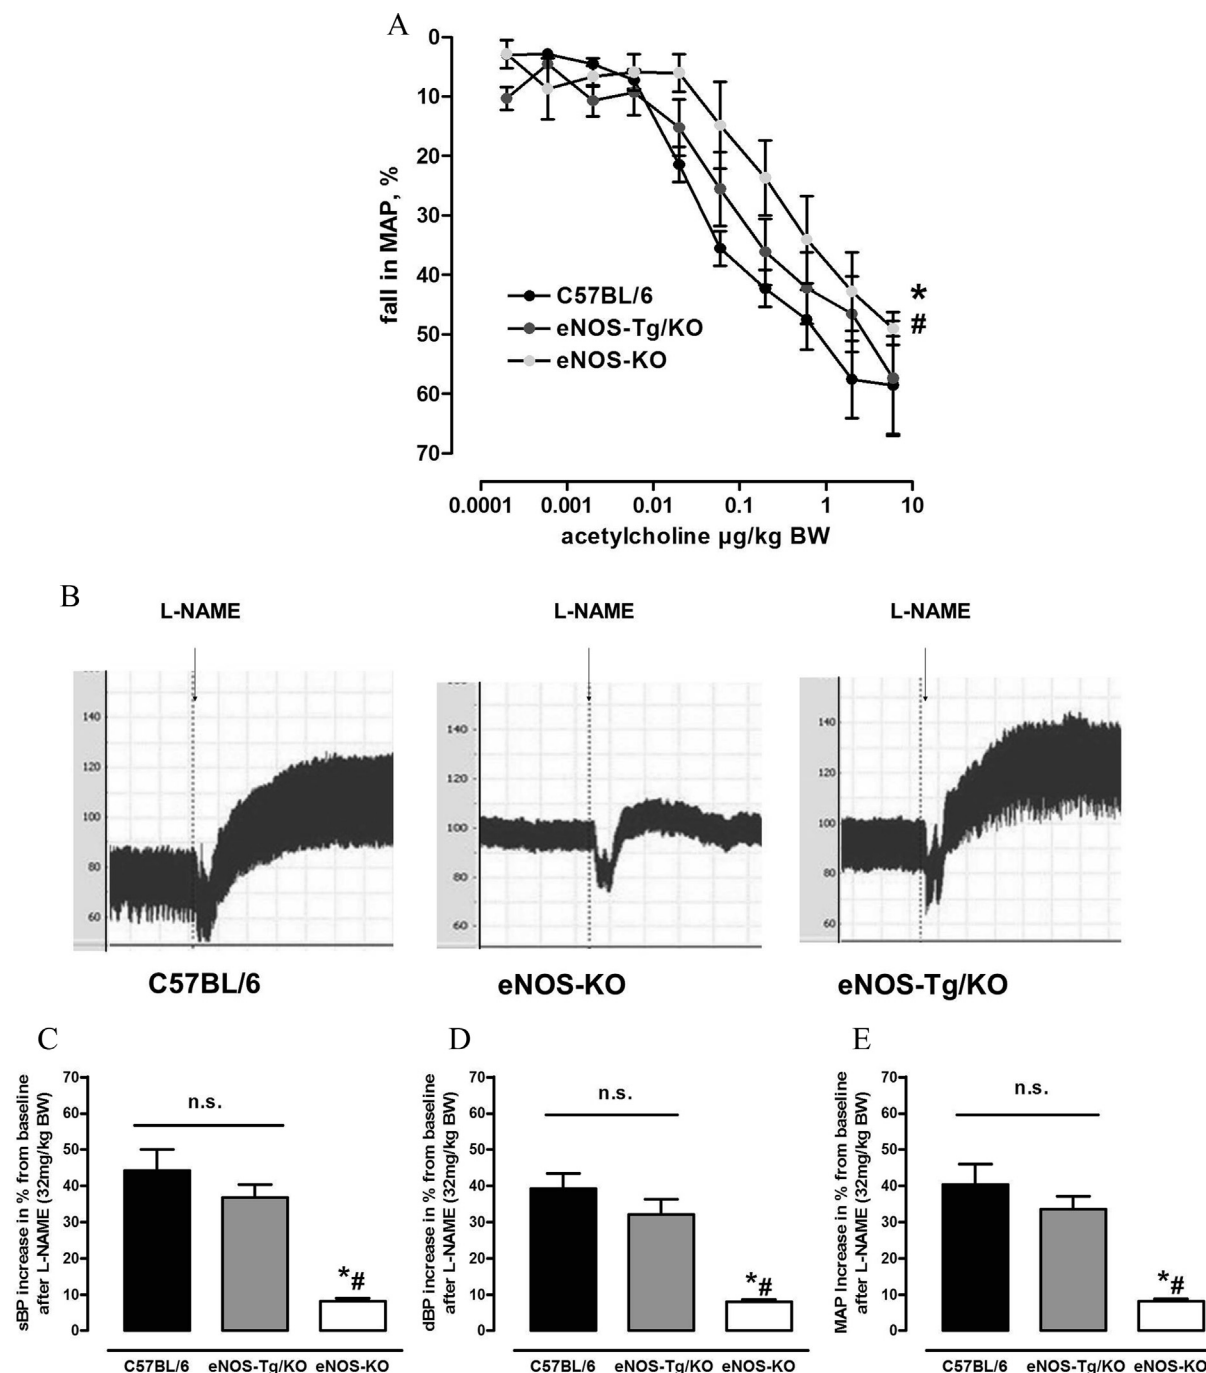 A
0
10
20
30
40
50
60
70
fall in MAP, %
C57BL/6
eNOS-Tg/KO
eNOS-KO
*
#
0.0001 0.001 0.01 0.1 1 10
acetylcholine µg/kg BW
B
L-NAME L-NAME L-NAME
140
120
100
80
60
140
120
100
80
60
140
120
100
80
60
C57BL/6 eNOS-KO eNOS-Tg/KO
C
sBP increase in % from baseline
after L-NAME (32mg/kg BW)
70
60
50
40
30
20
10
0
n.s.
*#
C57BL/6 eNOS-Tg/KO eNOS-KO
D
dBP increase in % from baseline
after L-NAME (32mg/kg BW)
70
60
50
40
30
20
10
0
n.s.
*#
C57BL/6 eNOS-Tg/KO eNOS-KO
E
MAP Increase in % from baseline
after L-NAME (32mg/kg BW)
70
60
50
40
30
20
10
0
n.s.
*#
C57BL/6 eNOS-Tg/KO eNOS-KO